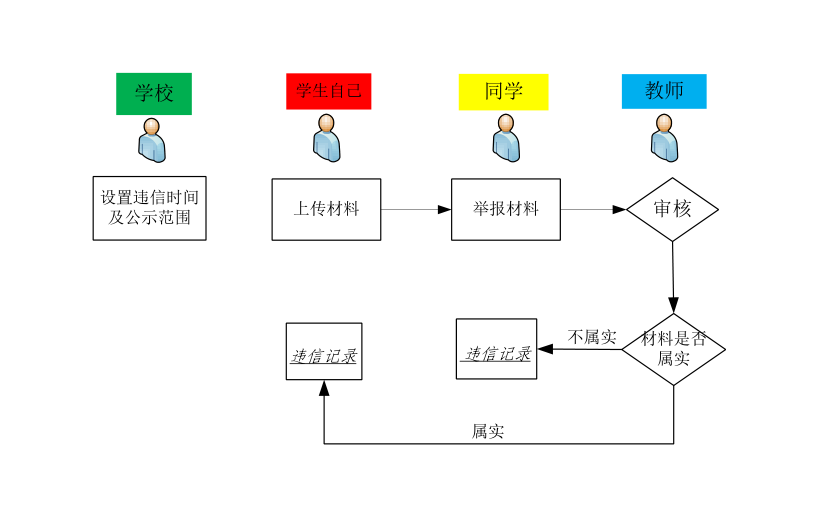 学校
学生自己
同学
教师
设置违信时间
及公示范围
上传材料
举报材料
审核
违信记录
违信记录
不属实
材料是否
属实
属实